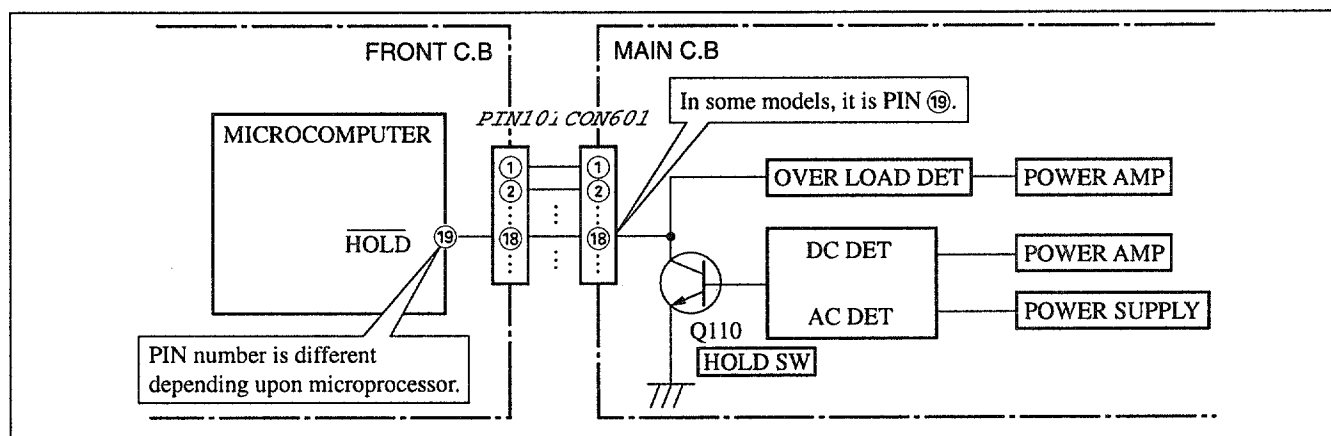 FRONT C.B
MAIN C.B
In some models, it is PIN ⑲.
PIN101 CON601
MICROCOMPUTER
① ①
② ②
HOLD ⑲ ⑱ ⑱
OVER LOAD DET
POWER AMP
DC DET
POWER AMP
AC DET
POWER SUPPLY
Q110
HOLD SW
PIN number is different
depending upon microprocessor.